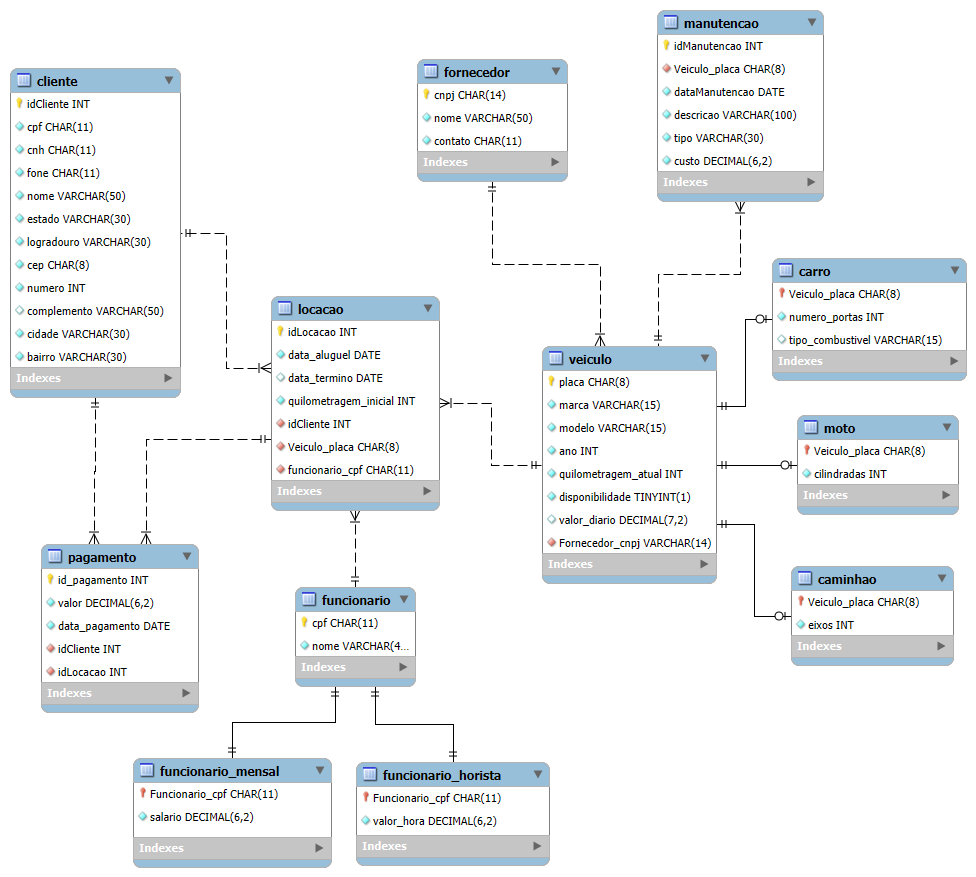 cliente
idCliente INT
cpf CHAR(11)
cnh CHAR(11)
fone CHAR(11)
nome VARCHAR(50)
estado VARCHAR(30)
logradouro VARCHAR(30)
cep CHAR(8)
numero INT
complemento VARCHAR(50)
cidade VARCHAR(30)
bairro VARCHAR(30)
Indexes
fornecedor
cnpj CHAR(14)
nome VARCHAR(50)
contato CHAR(11)
Indexes
manutencao
idManutencao INT
Veiculo_placa CHAR(8)
dataManutencao DATE
descricao VARCHAR(100)
tipo VARCHAR(30)
custo DECIMAL(6,2)
Indexes
locacao
idLocacao INT
data_aluguel DATE
data_termino DATE
quilometragem_inicial INT
idCliente INT
Veiculo_placa CHAR(8)
funcionario_cpf CHAR(11)
Indexes
veiculo
placa CHAR(8)
marca VARCHAR(15)
modelo VARCHAR(15)
ano INT
quilometragem_atual INT
disponibilidade TINYINT(1)
valor_diario DECIMAL(7,2)
Fornecedor_cnpj VARCHAR(14)
Indexes
carro
Veiculo_placa CHAR(8)
numero_portas INT
tipo_combustivel VARCHAR(15)
Indexes
moto
Veiculo_placa CHAR(8)
cilindradas INT
Indexes
caminhao
Veiculo_placa CHAR(8)
eixos INT
Indexes
pagamento
id_pagamento INT
valor DECIMAL(6,2)
data_pagamento DATE
idCliente INT
idLocacao INT
Indexes
funcionario
cpf CHAR(11)
nome VARCHAR(4...
Indexes
funcionario_mensal
Funcionario_cpf CHAR(11)
salario DECIMAL(6,2)
Indexes
funcionario_horista
Funcionario_cpf CHAR(11)
valor_hora DECIMAL(6,2)
Indexes